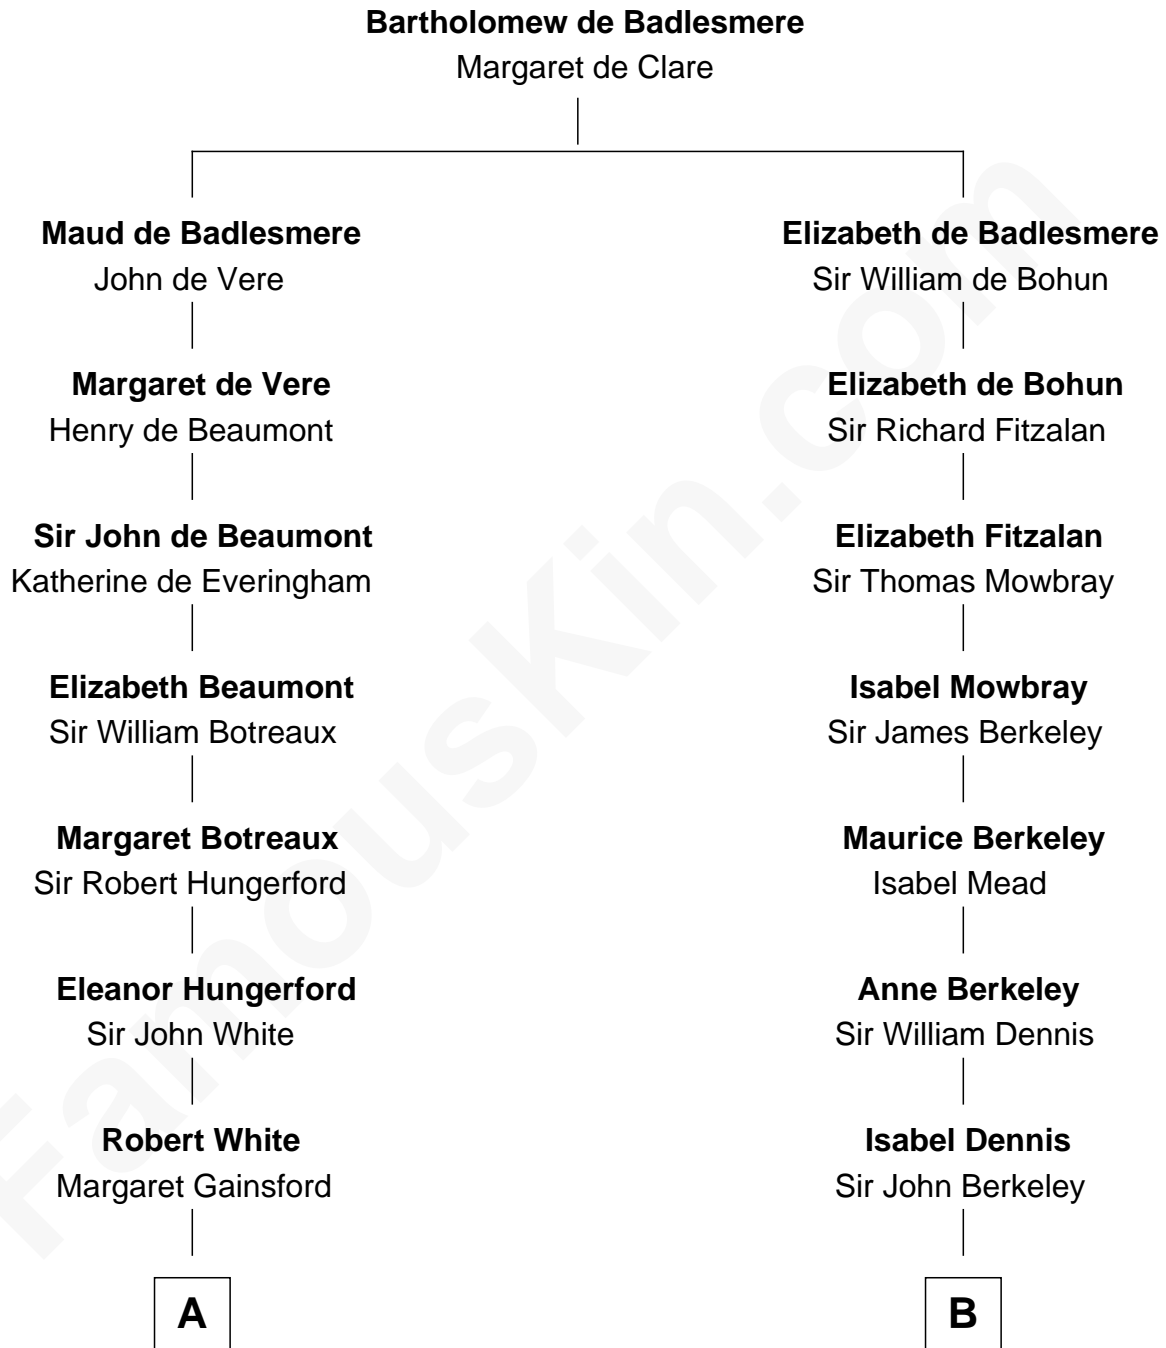 Bartholomew de Badlesmere
Margaret de Clare
Maud de Badlesmere
John de Vere
Elizabeth de Badlesmere
Sir William de Bohun
Margaret de Vere
Henry de Beaumont
Elizabeth de Bohun
Sir Richard Fitzalan
Sir John de Beaumont
Katherine de Everingham
Elizabeth Fitzalan
Sir Thomas Mowbray
Elizabeth Beaumont
Sir William Botreaux
Isabel Mowbray
Sir James Berkeley
Margaret Botreaux
Sir Robert Hungerford
Maurice Berkeley
Isabel Mead
Eleanor Hungerford
Sir John White
Anne Berkeley
Sir William Dennis
Robert White
Margaret Gainsford
Isabel Dennis
Sir John Berkeley
A
B
FamousKin.com